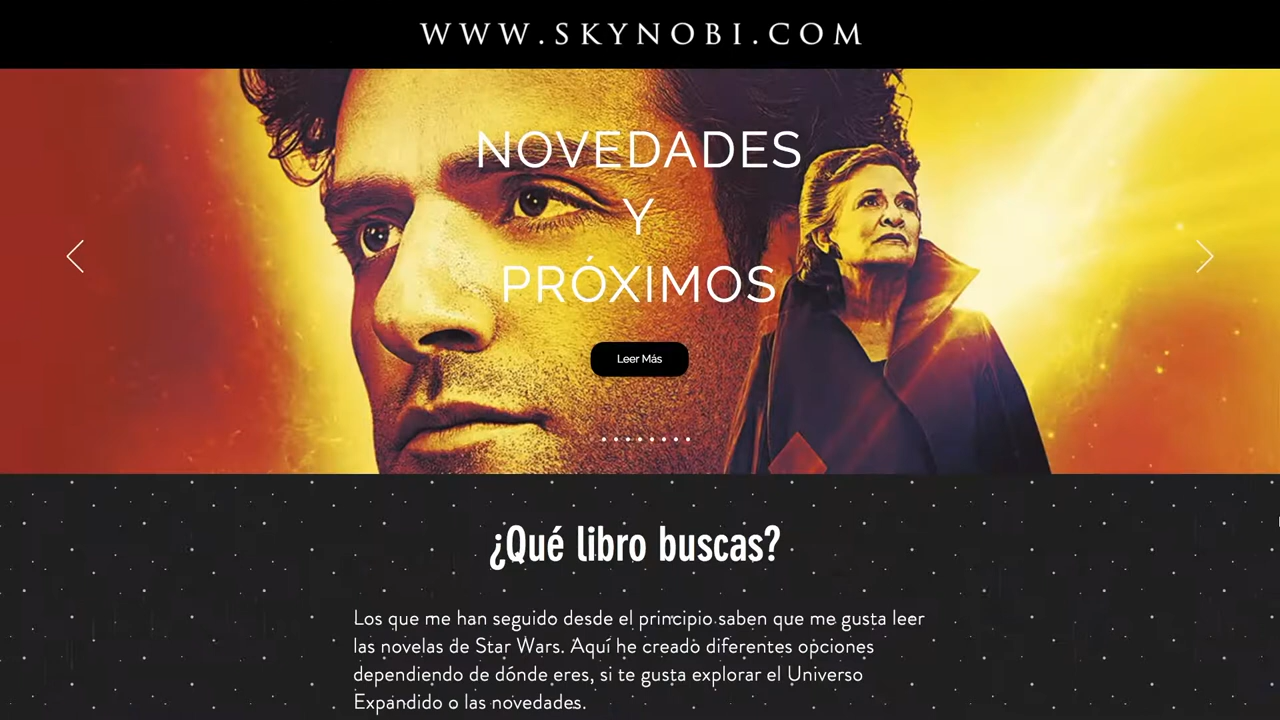 WWW.SKYNOBI.COM
NOVEDADES
Y
PRÓXIMOS
Leer Más
¿Qué libro buscas?
Los que me han seguido desde el principio saben que me gusta leer
las novelas de Star Wars. Aquí he creado diferentes opciones
dependiendo de dónde eres, si te gusta explorar el Universo
Expandido o las novedades.